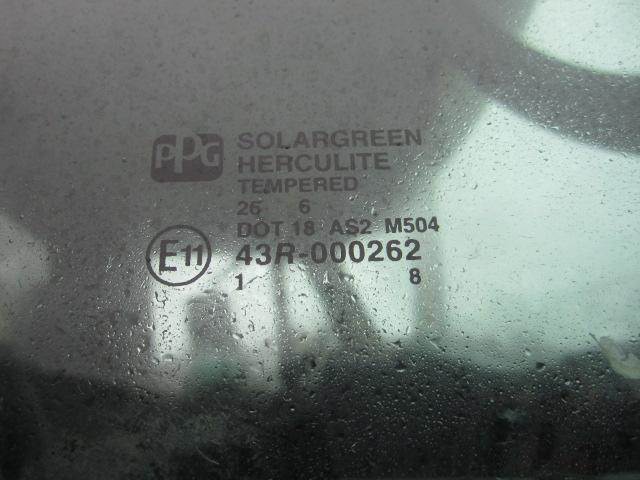 PPG
SOLARGREEN
HERCULITE
TEMPERED
26 6
DOT 18 AS2 M504
E11
43R-000262
1 8